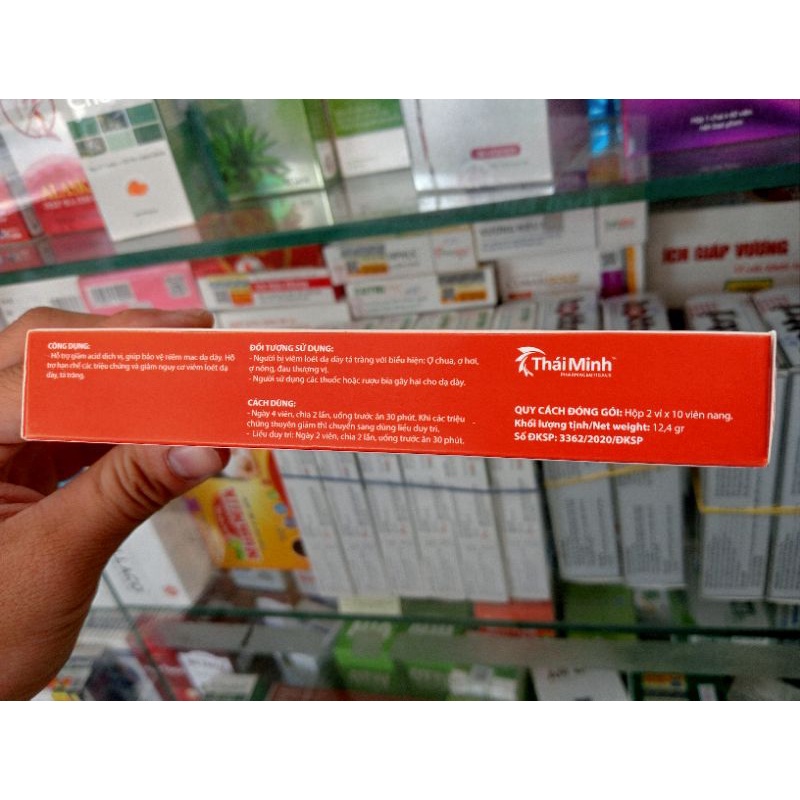 CÔNG DỤNG:
- Hỗ trợ giảm acid dịch vị, giúp bảo vệ niêm mạc dạ dày. Hỗ
trợ hạn chế các triệu chứng và giảm nguy cơ viêm loét dạ
dày, tá tràng.
ĐỐI TƯỢNG SỬ DỤNG:
- Người bị viêm loét dạ dày tá tràng với biểu hiện: Ợ chua, ợ hơi,
ợ nóng, đau thượng vị.
- Người sử dụng các thuốc hoặc rượu bia gây hại cho dạ dày.
CÁCH DÙNG:
- Ngày 4 viên, chia 2 lần, uống trước ăn 30 phút. Khi các triệu
chứng thuyên giảm thì chuyển sang dùng liều duy trì.
- Liều duy trì: Ngày 2 viên, chia 2 lần, uống trước ăn 30 phút.
Thái Minh
PHARMACEUTICALS
QUY CÁCH ĐÓNG GÓI: Hộp 2 vỉ x 10 viên nang.
Khối lượng tịnh/Net weight: 12,4 gr
Số ĐKSP: 3362/2020/ĐKSP
ÍCH GIÁP VƯƠNG